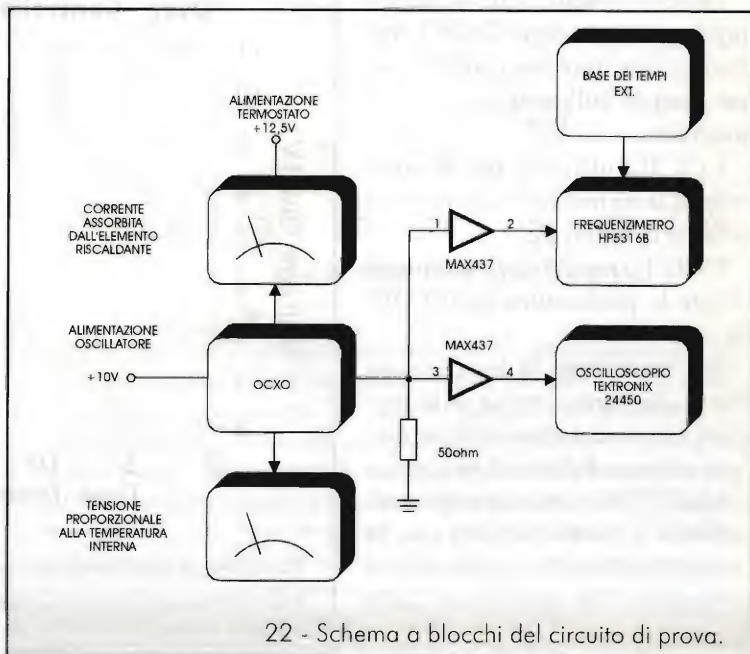 BASE DEI TEMPI
EXT.
ALIMENTAZIONE
TERMOSTATO
+12,5V
CORRENTE
ASSORBITA
DALL'ELEMENTO
RISCALDANTE
1
2
MAX437
FREQUENZIMETRO
HP5316B
ALIMENTAZIONE
OSCILLATORE
+10V
OCXO
MAX437
3
4
OSCILLOSCOPIO
TEKTRONIX
24450
50ohm
TENSIONE
PROPORZIONALE
ALLA TEMPERATURA
INTERNA
22 - Schema a blocchi del circuito di prova.